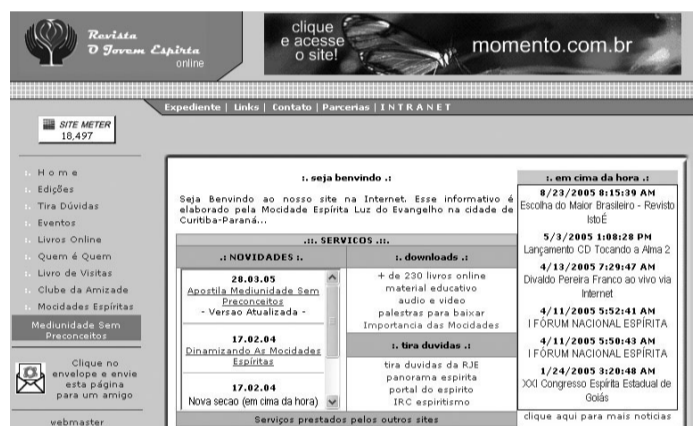 Revista
O Jovem Espírita
online
clique
e acesse
o site!
momento.com.br
Expediente | Links | Contato | Parcerias | I N T R A N E T
SITE METER
18,497
:. H o m e
:. Edições
:. Tira Dúvidas
:. Eventos
:. Livros Online
:. Quem é Quem
:. Livro de Visitas
:. Clube da Amizade
:. Mocidades Espíritas
Mediunidade Sem
Preconceitos
Clique no
envelope e envie
esta página
para um amigo
webmaster
:. seja benvindo .:
Seja Benvindo ao nosso site na Internet. Esse informativo é
elaborado pela Mocidade Espírita Luz do Evangelho na cidade de
Curitiba-Paraná...
.::. SERVICOS .::.
.: NOVIDADES :.
28.03.05
Apostila Mediunidade Sem
Preconceitos
- Versao Atualizada -
17.02.04
Dinamizando As Mocidades
Espíritas
17.02.04
Nova secao (em cima da hora)
:. downloads .:
+ de 230 livros online
material educativo
audio e video
palestras para baixar
Importancia das Mocidades
:. tira duvidas .:
tira duvidas da RJE
panorama espirita
portal do espirito
IRC espiritismo
Serviços prestados pelos outros sites
:. em cima da hora .:
8/23/2005 8:15:39 AM
Escolha do Maior Brasileiro - Revisto
IstoÉ
5/3/2005 1:08:28 PM
Lançamento CD Tocando a Alma 2
4/13/2005 7:29:47 AM
Divaldo Pereira Franco ao vivo via
Internet
4/11/2005 5:52:41 AM
I FÓRUM NACIONAL ESPÍRITA
4/11/2005 5:50:43 AM
I FÓRUM NACIONAL ESPÍRITA
1/24/2005 3:20:48 AM
XXI Congresso Espírita Estadual de
Goiás
clique aqui para mais noticias